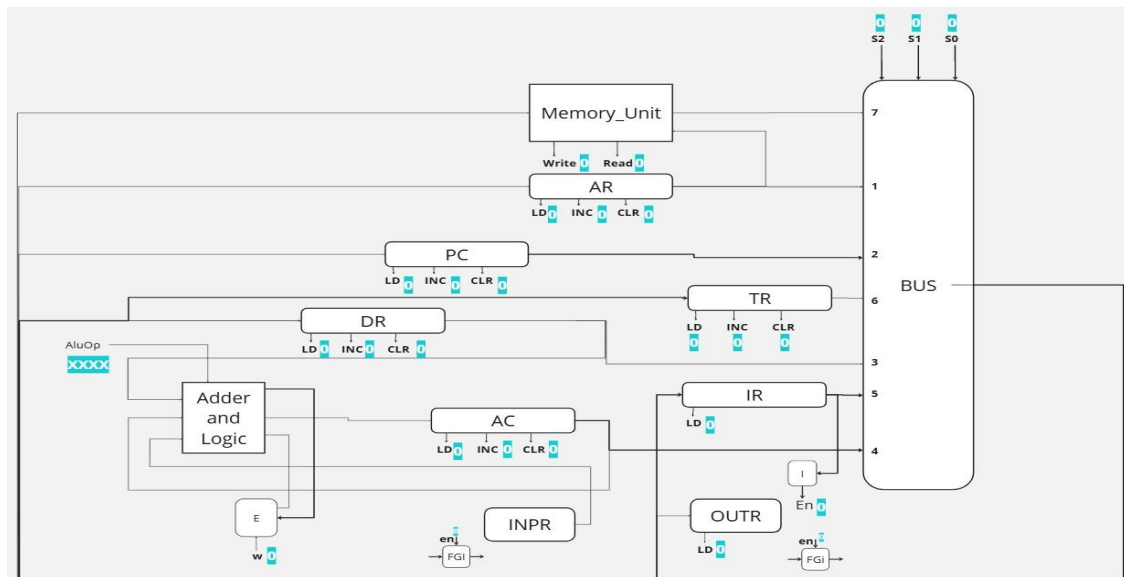 0 0 0
S2 S1 S0
Memory_Unit
7
Write 0 Read 0
AR
1
LD 0 INC 0 CLR 0
PC
2
LD 0 INC 0 CLR 0
BUS
TR
6
DR
LD INC CLR
0 0 0
AluOp
LD 0 INC 0 CLR 0
XXXX
3
Adder
and
Logic
IR
5
AC
LD 0
LD 0 INC 0 CLR 0
4
I
En 0
E
INPR
OUTR
w 0
en 0
FGI
LD 0
en 0
FGi